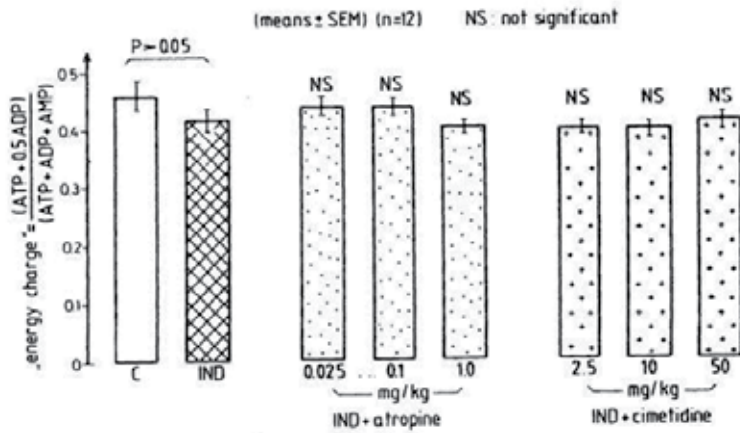 (means ± SEM) (n=12) NS: not significant
P>0.05
„energy charge"= (ATP + 0.5 ADP)
(ATP + ADP + AMP)
0.5
0.4
0.3
0.2
0.1
0
NS NS NS
NS NS NS
C IND
0.025 ... 0.1 1.0
mg/kg
IND + atropine
2.5 10 50
mg/kg
IND + cimetidine